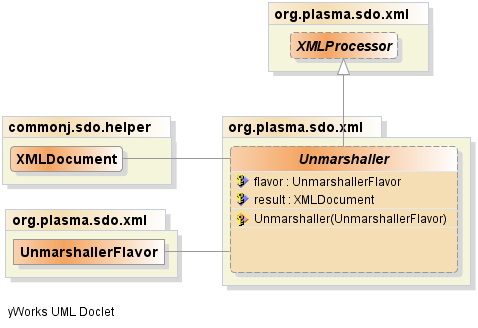 org.plasma.sdo.xml
XMLProcessor
commonj.sdo.helper
XMLDocument
org.plasma.sdo.xml
Unmarshaller
flavor : UnmarshallerFlavor
result : XMLDocument
Unmarshaller(UnmarshallerFlavor)
org.plasma.sdo.xml
UnmarshallerFlavor
yWorks UML Doclet